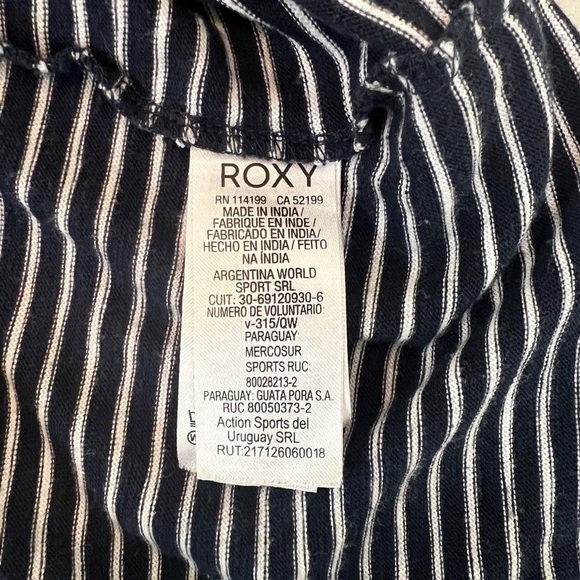 ROXY
RN 114199 CA 52199
MADE IN INDIA/
FABRIQUE EN INDE/
FABRICADO EN INDIA/
HECHO EN INDIA/ FEITO
NA ÍNDIA
ARGENTINA WORLD
SPORT SRL
CUIT: 30-69120930-6
NUMERO DE VOLUNTARIO:
v-315/QW
PARAGUAY
MERCOSUR
SPORTS RUC:
80028213-2
PARAGUAY: GUATA PORA S.A.
RUC 80050373-2
Action Sports del
Uruguay SRL
RUT:217126060018